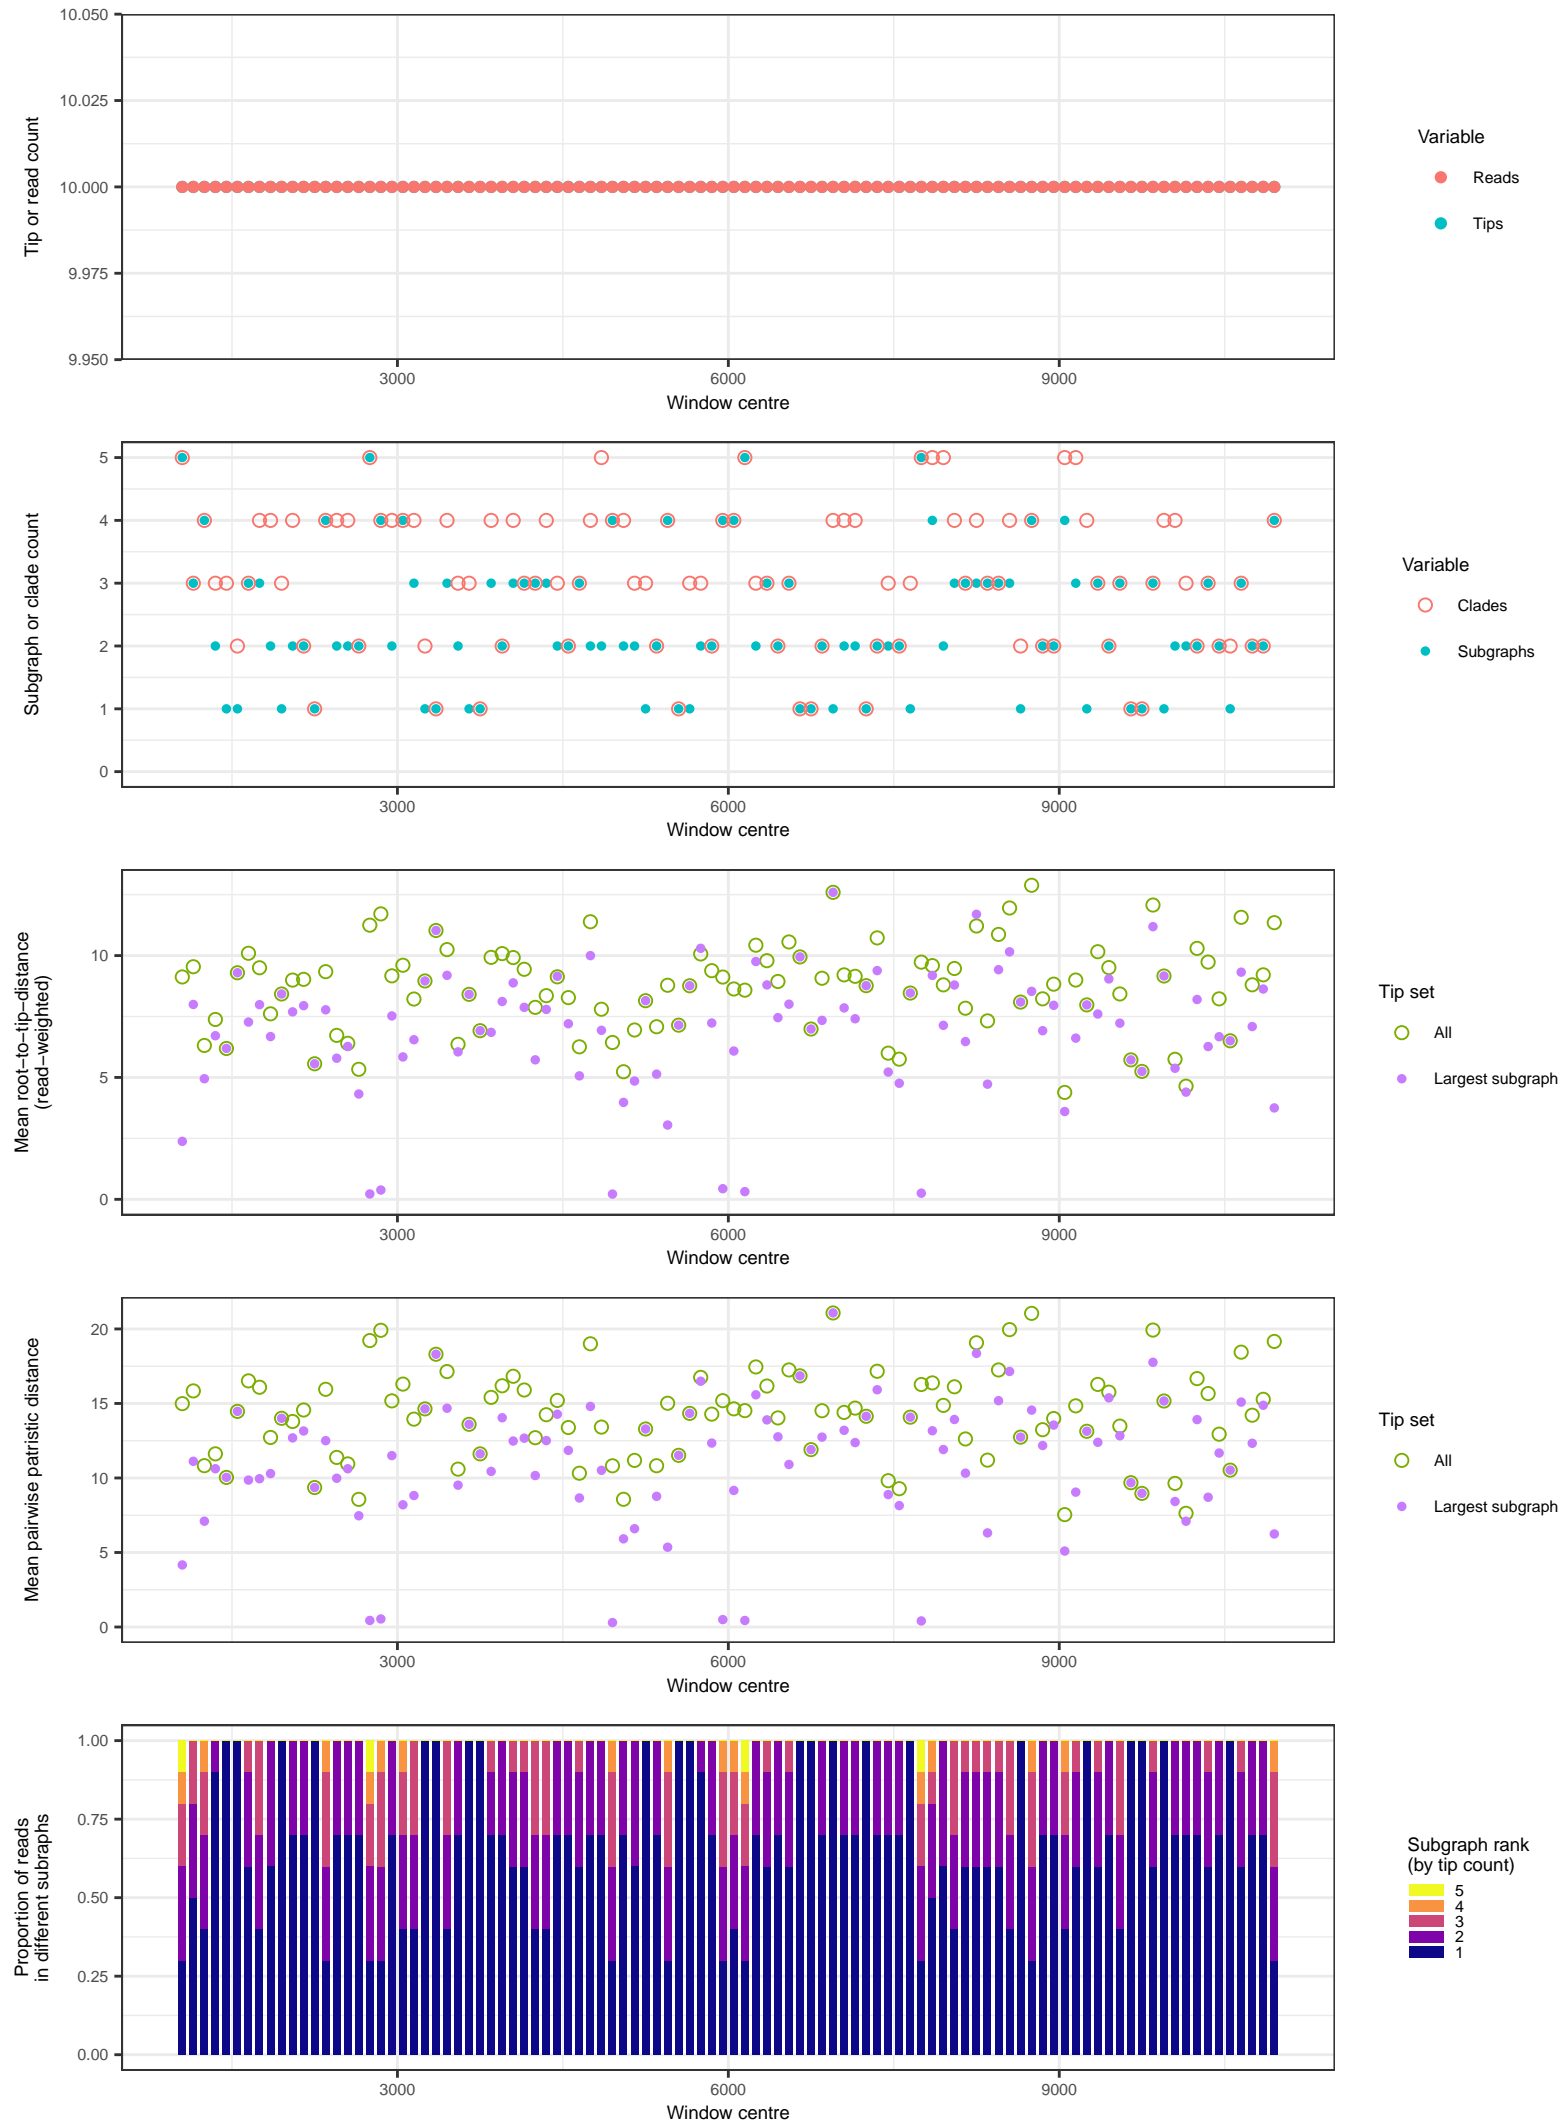 10.050
10.025
10.000
9.975
9.950
Tip or read count
3000
6000
9000
Window centre
Variable
Reads
Tips
5
4
3
2
1
0
Subgraph or clade count
3000
6000
9000
Window centre
Variable
Clades
Subgraphs
10
5
0
Mean root−to−tip−distance
(read−weighted)
3000
6000
9000
Window centre
Tip set
All
Largest subgraph
20
15
10
5
0
Mean pairwise patristic distance
3000
6000
9000
Window centre
Tip set
All
Largest subgraph
1.00
0.75
0.50
0.25
0.00
Proportion of reads
in different subraphs
3000
6000
9000
Window centre
Subgraph rank
(by tip count)
5
4
3
2
1